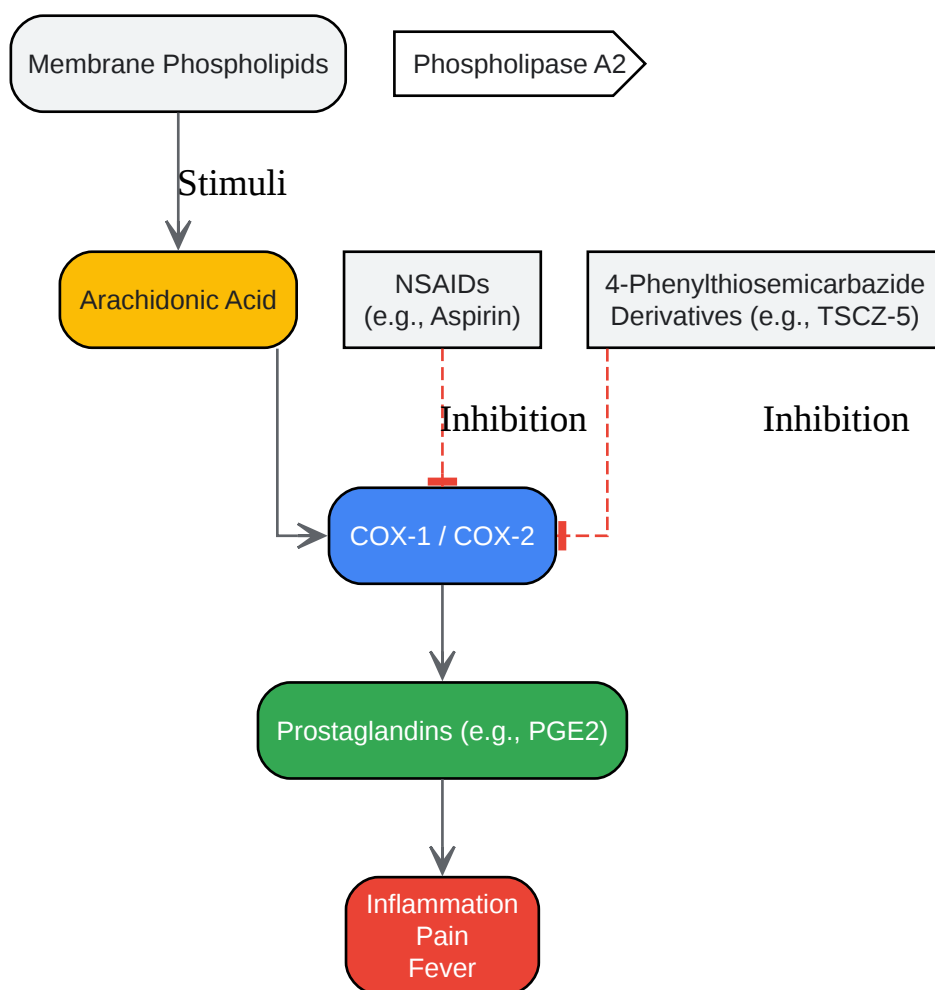 Membrane Phospholipids
Phospholipase A2
Stimuli
Arachidonic Acid
NSAIDs
(e.g., Aspirin)
4-Phenylthiosemicarbazide
Derivatives (e.g., TSCZ-5)
Inhibition
Inhibition
COX-1 / COX-2
Prostaglandins (e.g., PGE2)
Inflammation
Pain
Fever